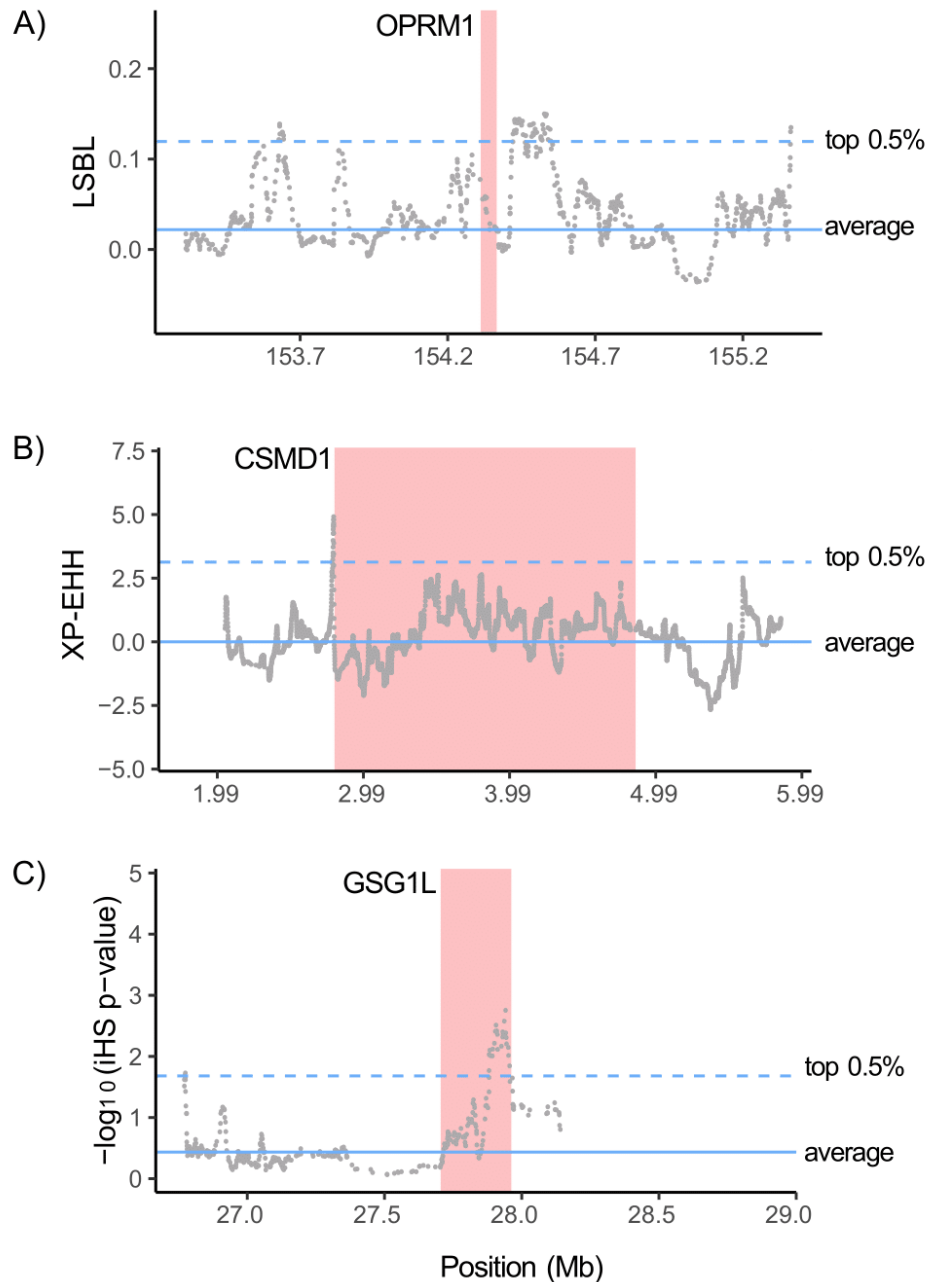 A)
OPRM1
0.2
0.1
0.0
LSBL
top 0.5%
average
153.7 154.2 154.7 155.2
B)
CSMD1
7.5
5.0
2.5
0.0
−2.5
−5.0
XP-EHH
top 0.5%
average
1.99 2.99 3.99 4.99 5.99
C)
GSG1L
5
4
3
2
1
0
−log10(iHS p−value)
top 0.5%
average
27.0 27.5 28.0 28.5 29.0
Position (Mb)